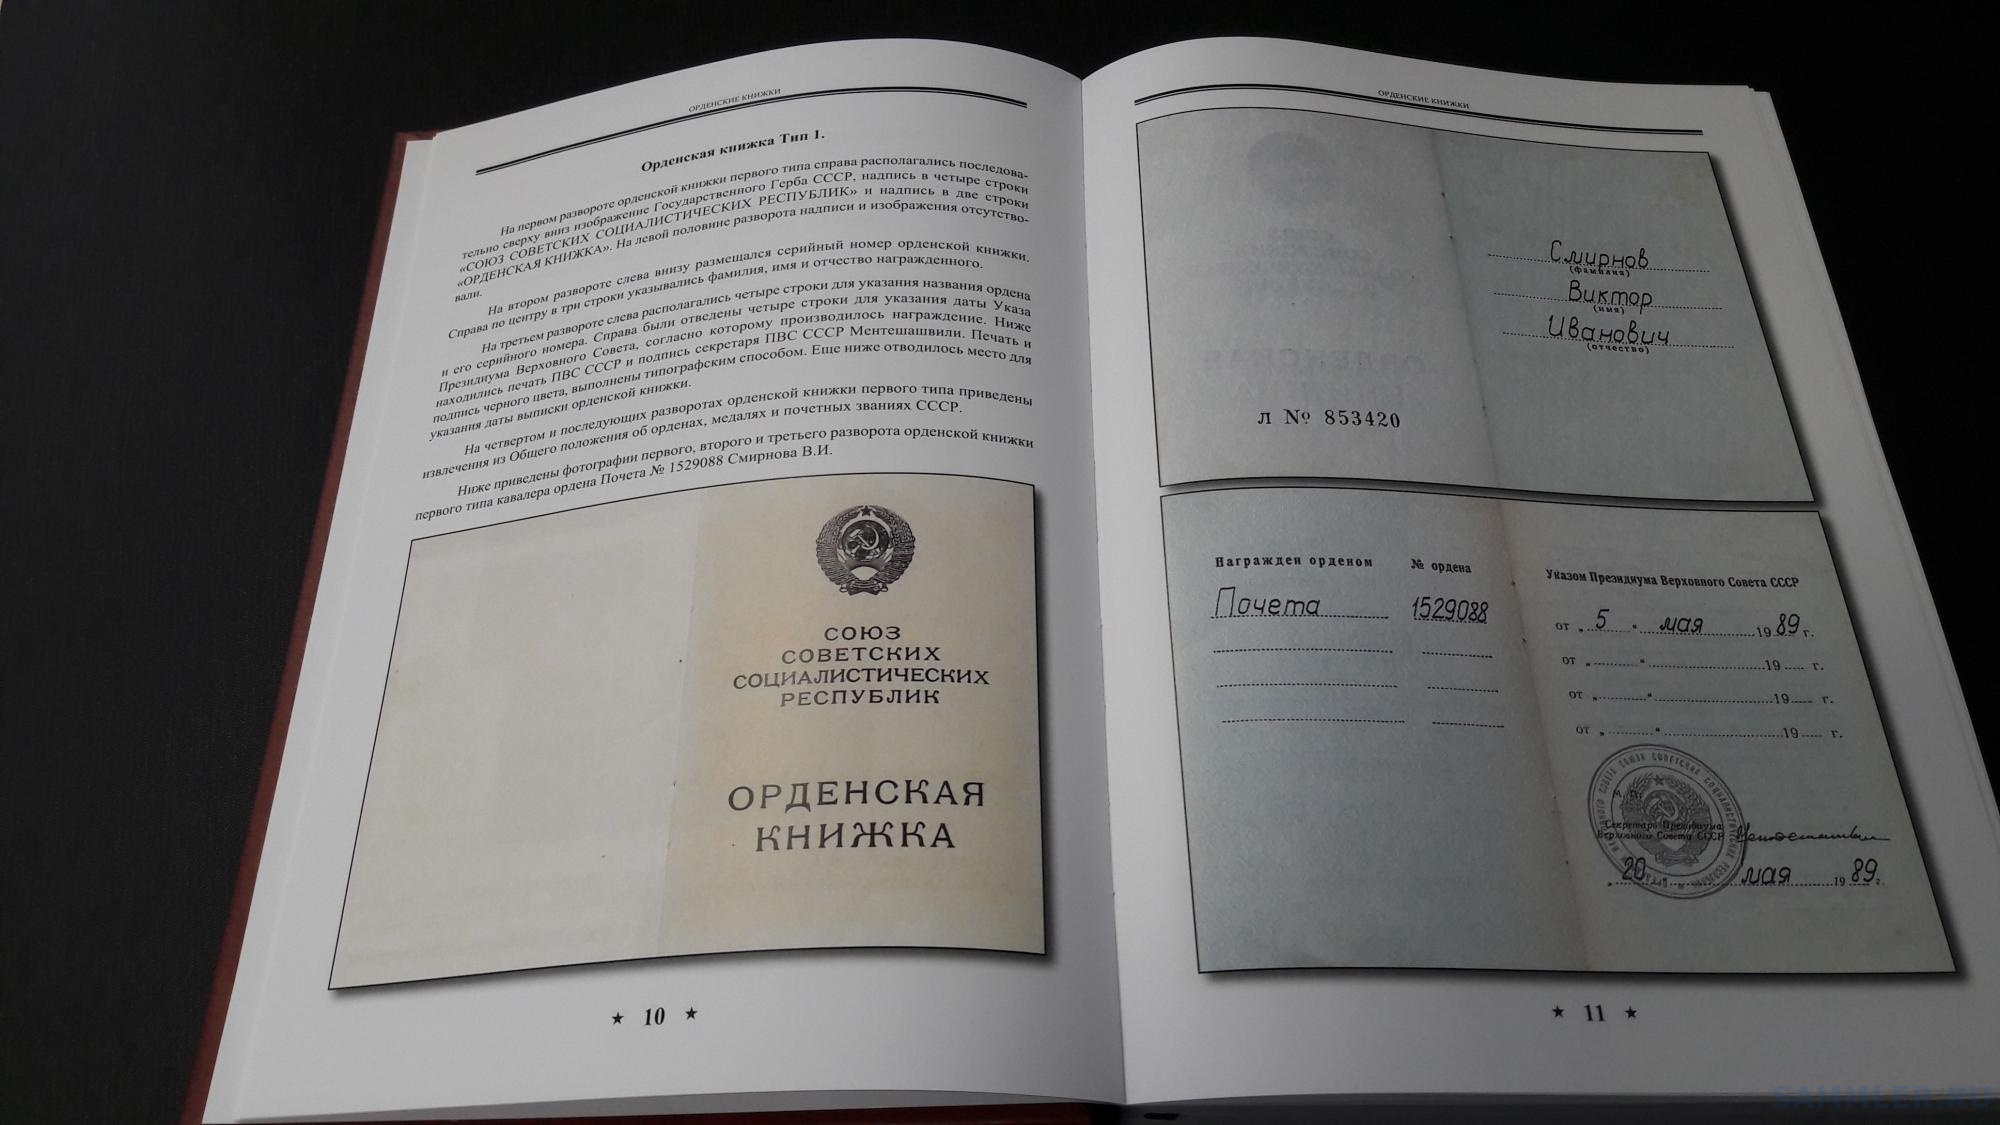 ОРДЕНСКИЕ КНИЖКИ
Орденская книжка Тип 1.
На первом развороте орденской книжки первого типа справа располагались последова-
тельно сверху вниз изображение Государственного Герба СССР, надпись в четыре строки
«СОЮЗ СОВЕТСКИХ СОЦИАЛИСТИЧЕСКИХ РЕСПУБЛИК» и надпись в две строки
«ОРДЕНСКАЯ КНИЖКА». На левой половине разворота надписи и изображения отсутство-
вали.
На втором развороте слева внизу размещался серийный номер орденской книжки.
Справа по центру в три строки указывались фамилия, имя и отчество награжденного.
На третьем развороте слева располагались четыре строки для указания названия ордена
и его серийного номера. Справа были отведены четыре строки для указания даты Указа
Президиума Верховного Совета, согласно которому производилось награждение. Ниже
находились печать ПВС СССР и подпись секретаря ПВС СССР Ментешашвили. Печать и
подпись черного цвета, выполнены типографским способом. Еще ниже отводилось место для
указания даты выписки орденской книжки.
На четвертом и последующих разворотах орденской книжки первого типа приведены
извлечения из Общего положения об орденах, медалях и почетных званиях СССР.
Ниже приведены фотографии первого, второго и третьего разворота орденской книжки
первого типа кавалера ордена Почета № 1529088 Смирнова В.И.
СОЮЗ
СОВЕТСКИХ
СОЦИАЛИСТИЧЕСКИХ
РЕСПУБЛИК
ОРДЕНСКАЯ
КНИЖКА
★ 10 ★
ОРДЕНСКИЕ КНИЖКИ
Л № 853420
Смирнов
(фамилия)
Виктор
(имя)
Иванович
(отчество)
Награжден орденом № ордена
Почета 1529088
Указом Президиума Верховного Совета СССР
от „ 5 “ мая 1989 г.
от „ “ 19 г.
от „ “ 19 г.
от „ “ 19 г.
М. П.
Секретарь Президиума
Верховного Совета СССР
„ 20 “ мая 1989 г.
★ 11 ★
SAMMLER.RU